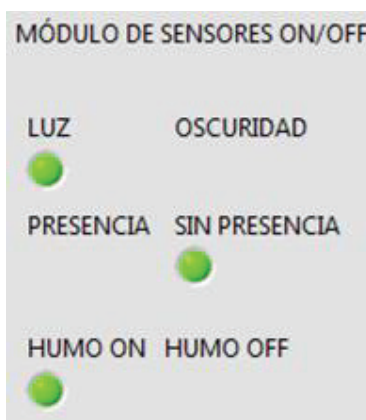 MÓDULO DE SENSORES ON/OFF
LUZ OSCURIDAD
PRESENCIA SIN PRESENCIA
HUMO ON HUMO OFF